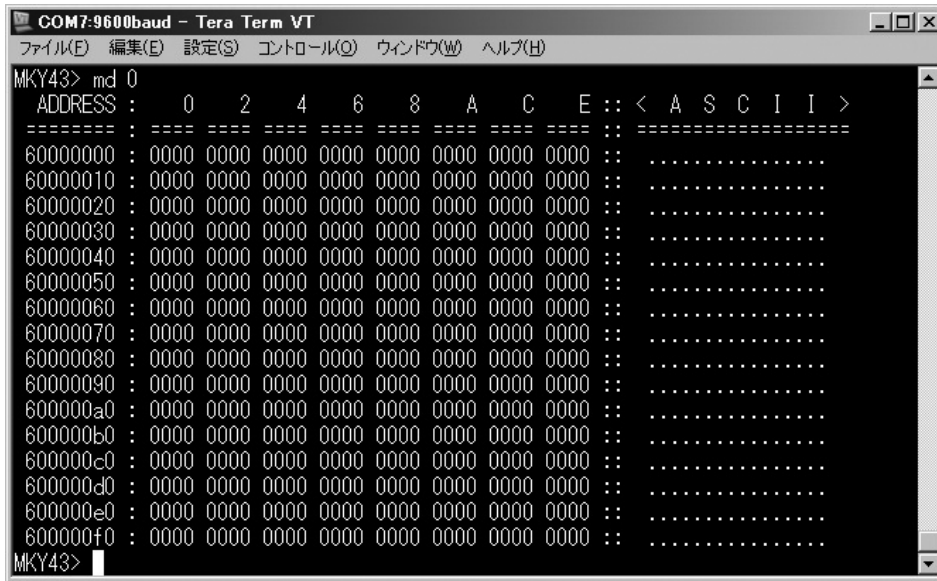 COM7:9600baud - Tera Term VT
ファイル(F) 編集(E) 設定(S) コントロール(O) ウィンドウ(W) ヘルプ(H)
MKY43> md 0
ADDRESS : 0 2 4 6 8 A C E :: < A S C I I >
======== : ==== ==== ==== ==== ==== ==== ==== ==== :: ===================
60000000 : 0000 0000 0000 0000 0000 0000 0000 0000 :: ................
60000010 : 0000 0000 0000 0000 0000 0000 0000 0000 :: ................
60000020 : 0000 0000 0000 0000 0000 0000 0000 0000 :: ................
60000030 : 0000 0000 0000 0000 0000 0000 0000 0000 :: ................
60000040 : 0000 0000 0000 0000 0000 0000 0000 0000 :: ................
60000050 : 0000 0000 0000 0000 0000 0000 0000 0000 :: ................
60000060 : 0000 0000 0000 0000 0000 0000 0000 0000 :: ................
60000070 : 0000 0000 0000 0000 0000 0000 0000 0000 :: ................
60000080 : 0000 0000 0000 0000 0000 0000 0000 0000 :: ................
60000090 : 0000 0000 0000 0000 0000 0000 0000 0000 :: ................
600000a0 : 0000 0000 0000 0000 0000 0000 0000 0000 :: ................
600000b0 : 0000 0000 0000 0000 0000 0000 0000 0000 :: ................
600000c0 : 0000 0000 0000 0000 0000 0000 0000 0000 :: ................
600000d0 : 0000 0000 0000 0000 0000 0000 0000 0000 :: ................
600000e0 : 0000 0000 0000 0000 0000 0000 0000 0000 :: ................
600000f0 : 0000 0000 0000 0000 0000 0000 0000 0000 :: ................
MKY43>